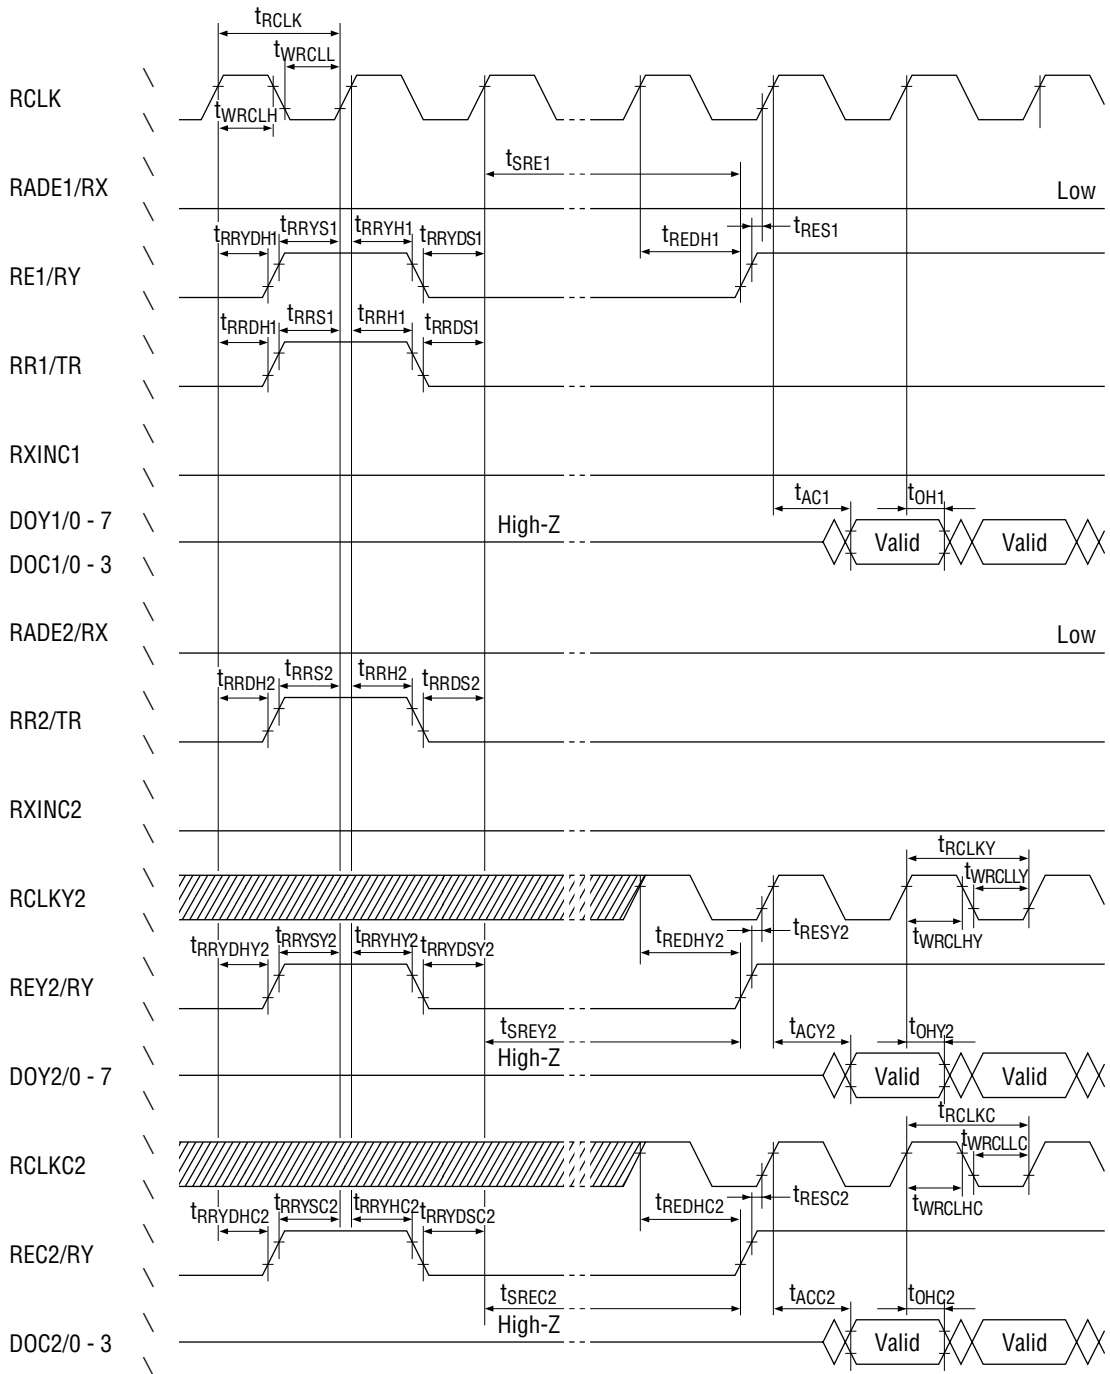 tRCLK
tWRCLL
RCLK
tWRCLH
tSRE1
RADE1/RX
Low
tRRYDH1 tRRYS1 tRRYH1 tRRYDS1
tREDH1 tRES1
RE1/RY
tRRDH1 tRRS1 tRRH1 tRRDS1
RR1/TR
RXINC1
tAC1 tOH1
DOY1/0 - 7
High-Z
Valid Valid
DOC1/0 - 3
RADE2/RX
Low
tRRDH2 tRRS2 tRRH2 tRRDS2
RR2/TR
RXINC2
tRCLKY
tWRCLLY
RCLKY2
tRRYDHY2 tRRYSY2 tRRYHY2 tRRYDSY2
tREDHY2 tRESY2 tWRCLHY
REY2/RY
tSREY2 tACY2 tOHY2
High-Z
DOY2/0 - 7
Valid Valid
tRCLKC
tWRCLLC
RCLKC2
tRRYDHC2 tRRYSC2 tRRYHC2 tRRYDSC2
tREDHC2 tRESC2 tWRCLHC
REC2/RY
tSREC2 tACC2 tOHC2
High-Z
DOC2/0 - 3
Valid Valid